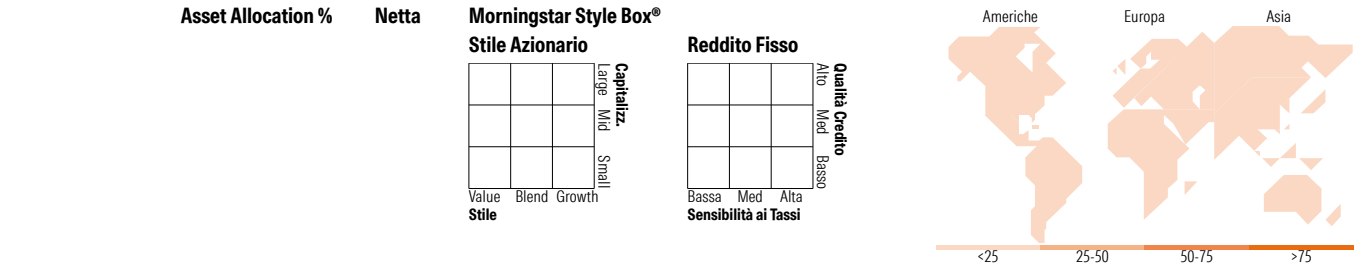 Asset Allocation % Netta
Morningstar Style Box®
Stile Azionario
Large Mid Small
Capitalizz.
Value Blend Growth
Stile
Reddito Fisso
Alto Med Basso
Qualità Credito
Bassa Med Alta
Sensibilità ai Tassi
Americhe Europa Asia
<25 25-50 50-75 >75